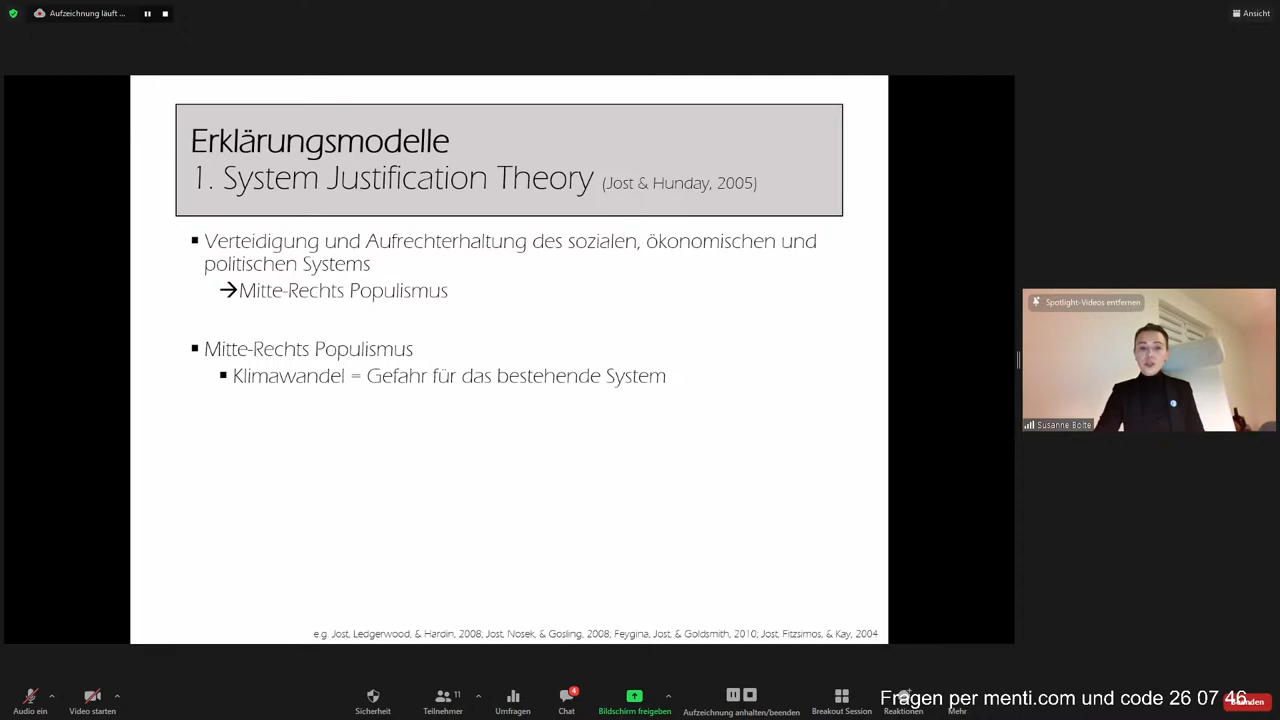 Aufzeichnung läuft ...
Ansicht
Erklärungsmodelle
1. System Justification Theory (Jost & Hunday, 2005)
▪ Verteidigung und Aufrechterhaltung des sozialen, ökonomischen und
politischen Systems
→Mitte-Rechts Populismus
▪ Mitte-Rechts Populismus
▪ Klimawandel = Gefahr für das bestehende System
e.g. Jost, Ledgerwood, & Hardin, 2008; Jost, Nosek, & Gosling, 2008; Feygina, Jost, & Goldsmith, 2010; Jost, Fitzsimos, & Kay, 2004
Spotlight-Videos entfernen
Susanne Bolte
Audio ein
Video starten
Sicherheit
Teilnehmer
11
Umfragen
Chat
4
Bildschirm freigeben
Aufzeichnung anhalten/beenden
Breakout Session
Reaktionen
Mehr
Beenden
Fragen per menti.com und code 26 07 46